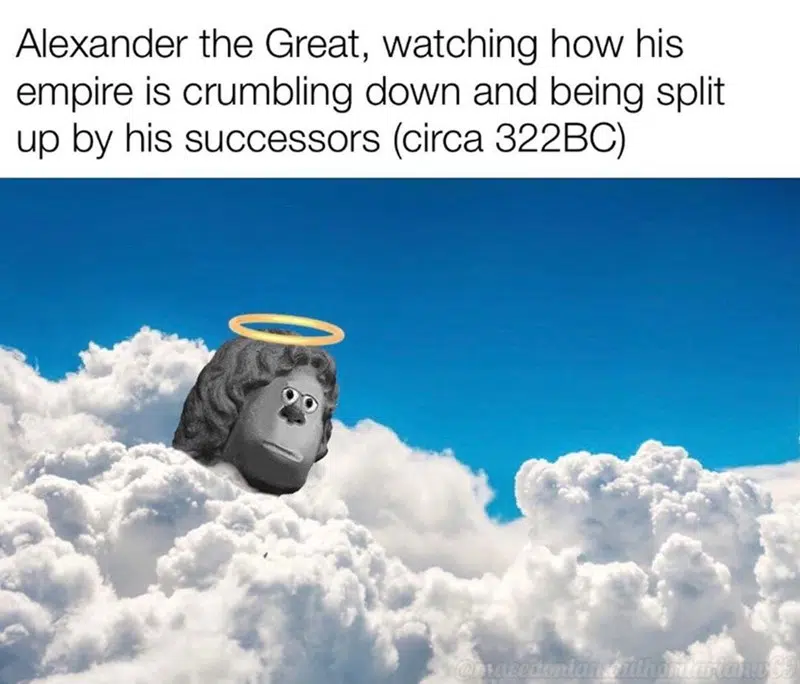 Alexander the Great, watching how his
empire is crumbling down and being split
up by his successors (circa 322BC)